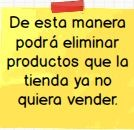 De esta manera
podrá eliminar
productos que la
tienda ya no
quiera vender.